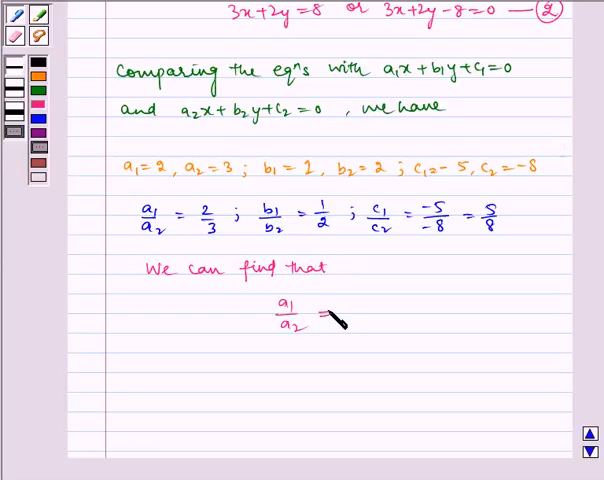 3x+2y=8 or 3x+2y-8=0 — ②
Comparing the eqⁿs with a₁x+b₁y+c₁=0
and a₂x+b₂y+c₂=0, we have
a₁=2, a₂=3; b₁=1, b₂=2; c₁=-5, c₂=-8
a₁/a₂ = 2/3; b₁/b₂ = 1/2; c₁/c₂ = -5/-8 = 5/8
We can find that
a₁/a₂ =